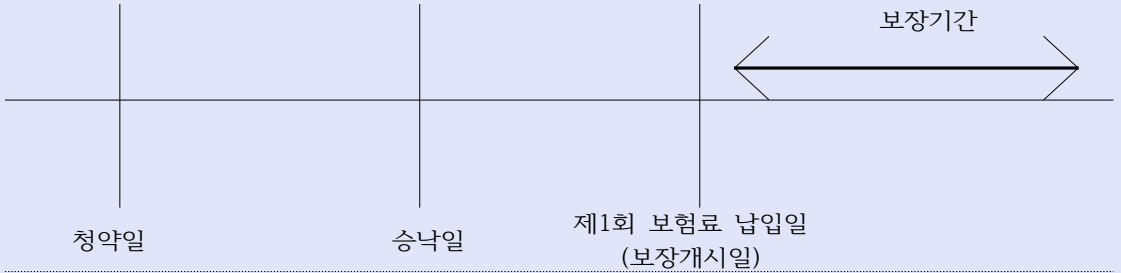 보장기간
청약일
승낙일
제1회 보험료 납입일
(보장개시일)